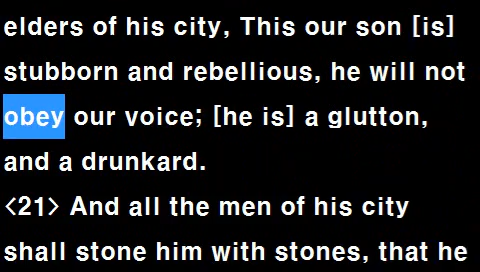 elders of his city, This our son [is]
stubborn and rebellious, he will not
obey our voice; [he is] a glutton,
and a drunkard.
<21> And all the men of his city
shall stone him with stones, that he